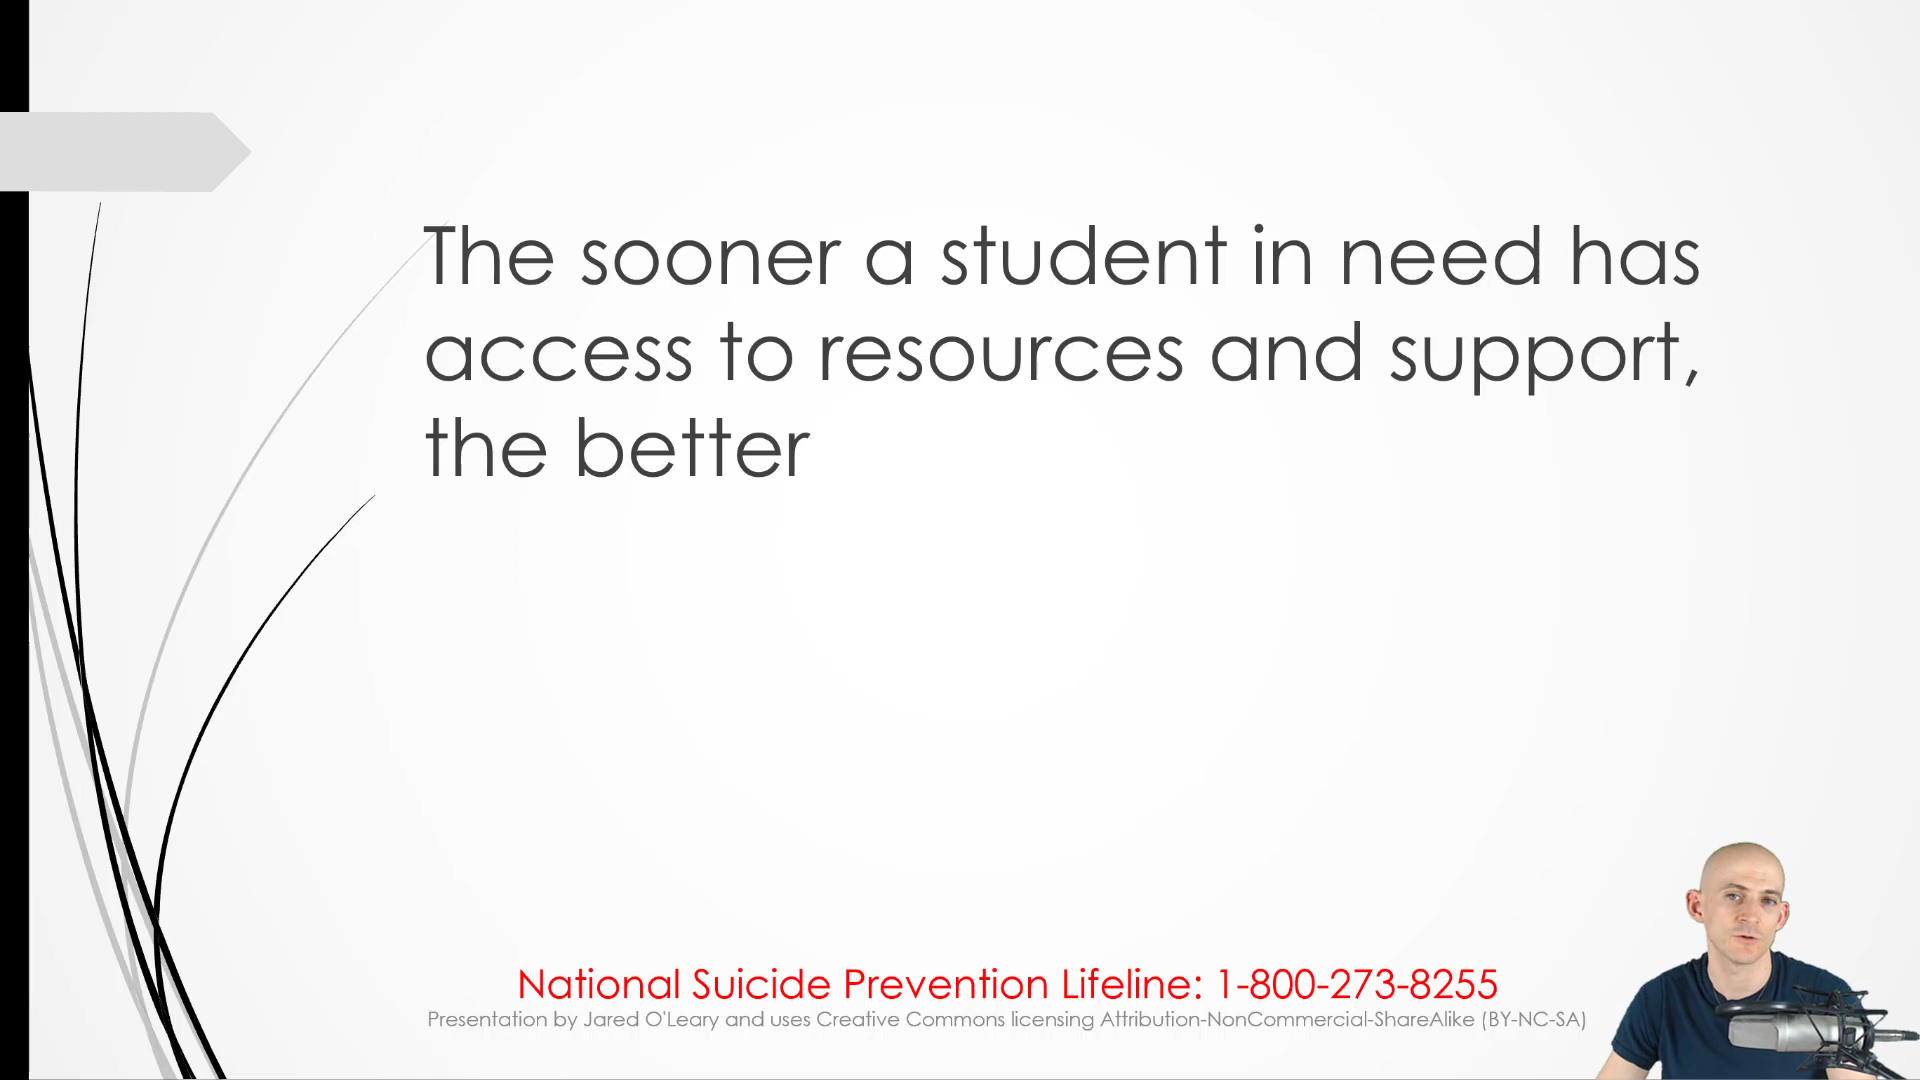 The sooner a student in need has
access to resources and support,
the better
National Suicide Prevention Lifeline: 1-800-273-8255
Presentation by Jared O'Leary and uses Creative Commons licensing Attribution-NonCommercial-ShareAlike (BY-NC-SA)